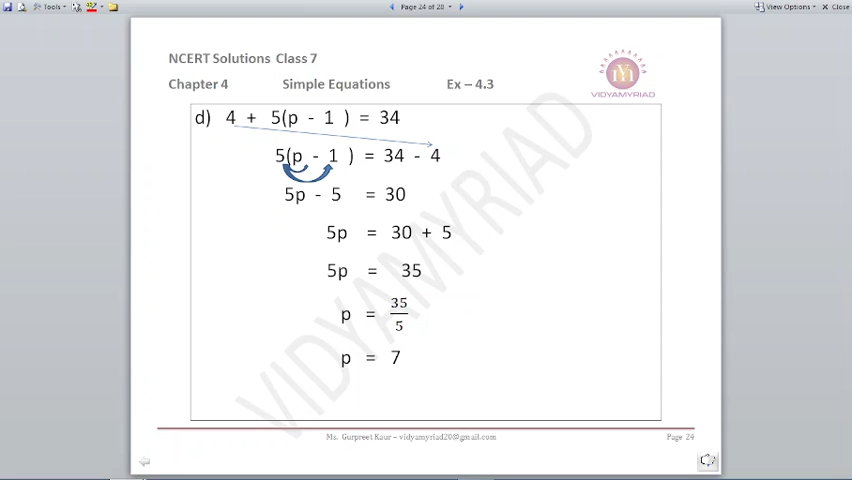 Tools
Page 24 of 28
View Options
Close
NCERT Solutions Class 7
Chapter 4 Simple Equations Ex – 4.3
VIDYAMYRIAD
d) 4 + 5(p - 1 ) = 34
5(p - 1 ) = 34 - 4
5p - 5 = 30
5p = 30 + 5
5p = 35
p = 35/5
p = 7
VIDYAMYRIAD
Ms. Gurpreet Kaur – vidyamyriad20@gmail.com Page 24